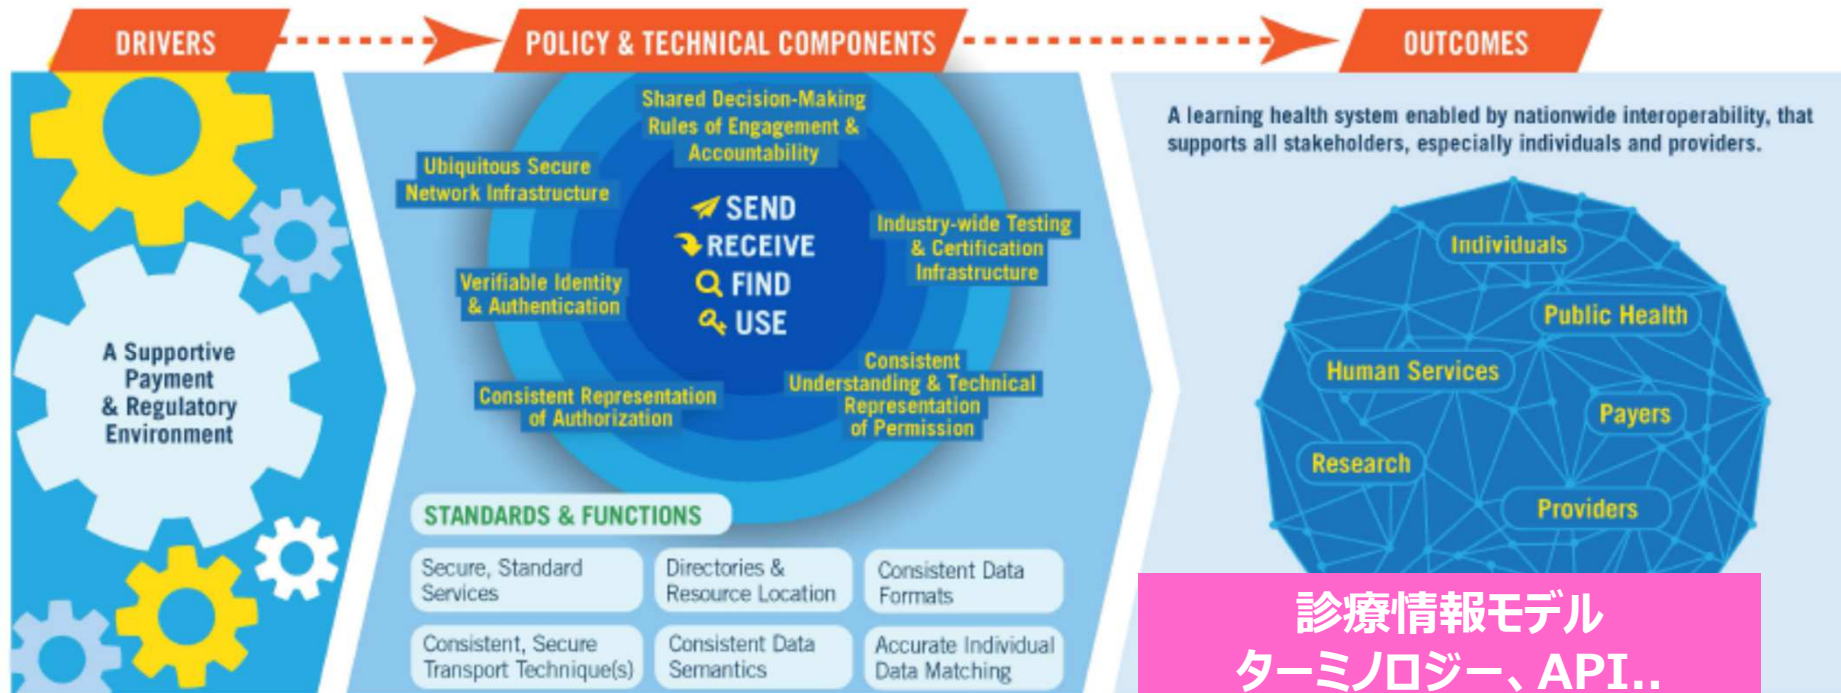 DRIVERS
POLICY & TECHNICAL COMPONENTS
OUTCOMES
A Supportive
Payment
& Regulatory
Environment
Shared Decision-Making
Rules of Engagement &
Accountability
Ubiquitous Secure
Network Infrastructure
SEND
RECEIVE
FIND
USE
Industry-wide Testing
& Certification
Infrastructure
Verifiable Identity
& Authentication
Consistent
Understanding & Technical
Representation
of Permission
Consistent Representation
of Authorization
STANDARDS & FUNCTIONS
Secure, Standard
Services
Directories &
Resource Location
Consistent Data
Formats
Consistent, Secure
Transport Technique(s)
Consistent Data
Semantics
Accurate Individual
Data Matching
A learning health system enabled by nationwide interoperability, that
supports all stakeholders, especially individuals and providers.
Individuals
Public Health
Human Services
Payers
Research
Providers
診療情報モデル
ターミノロジー、API..